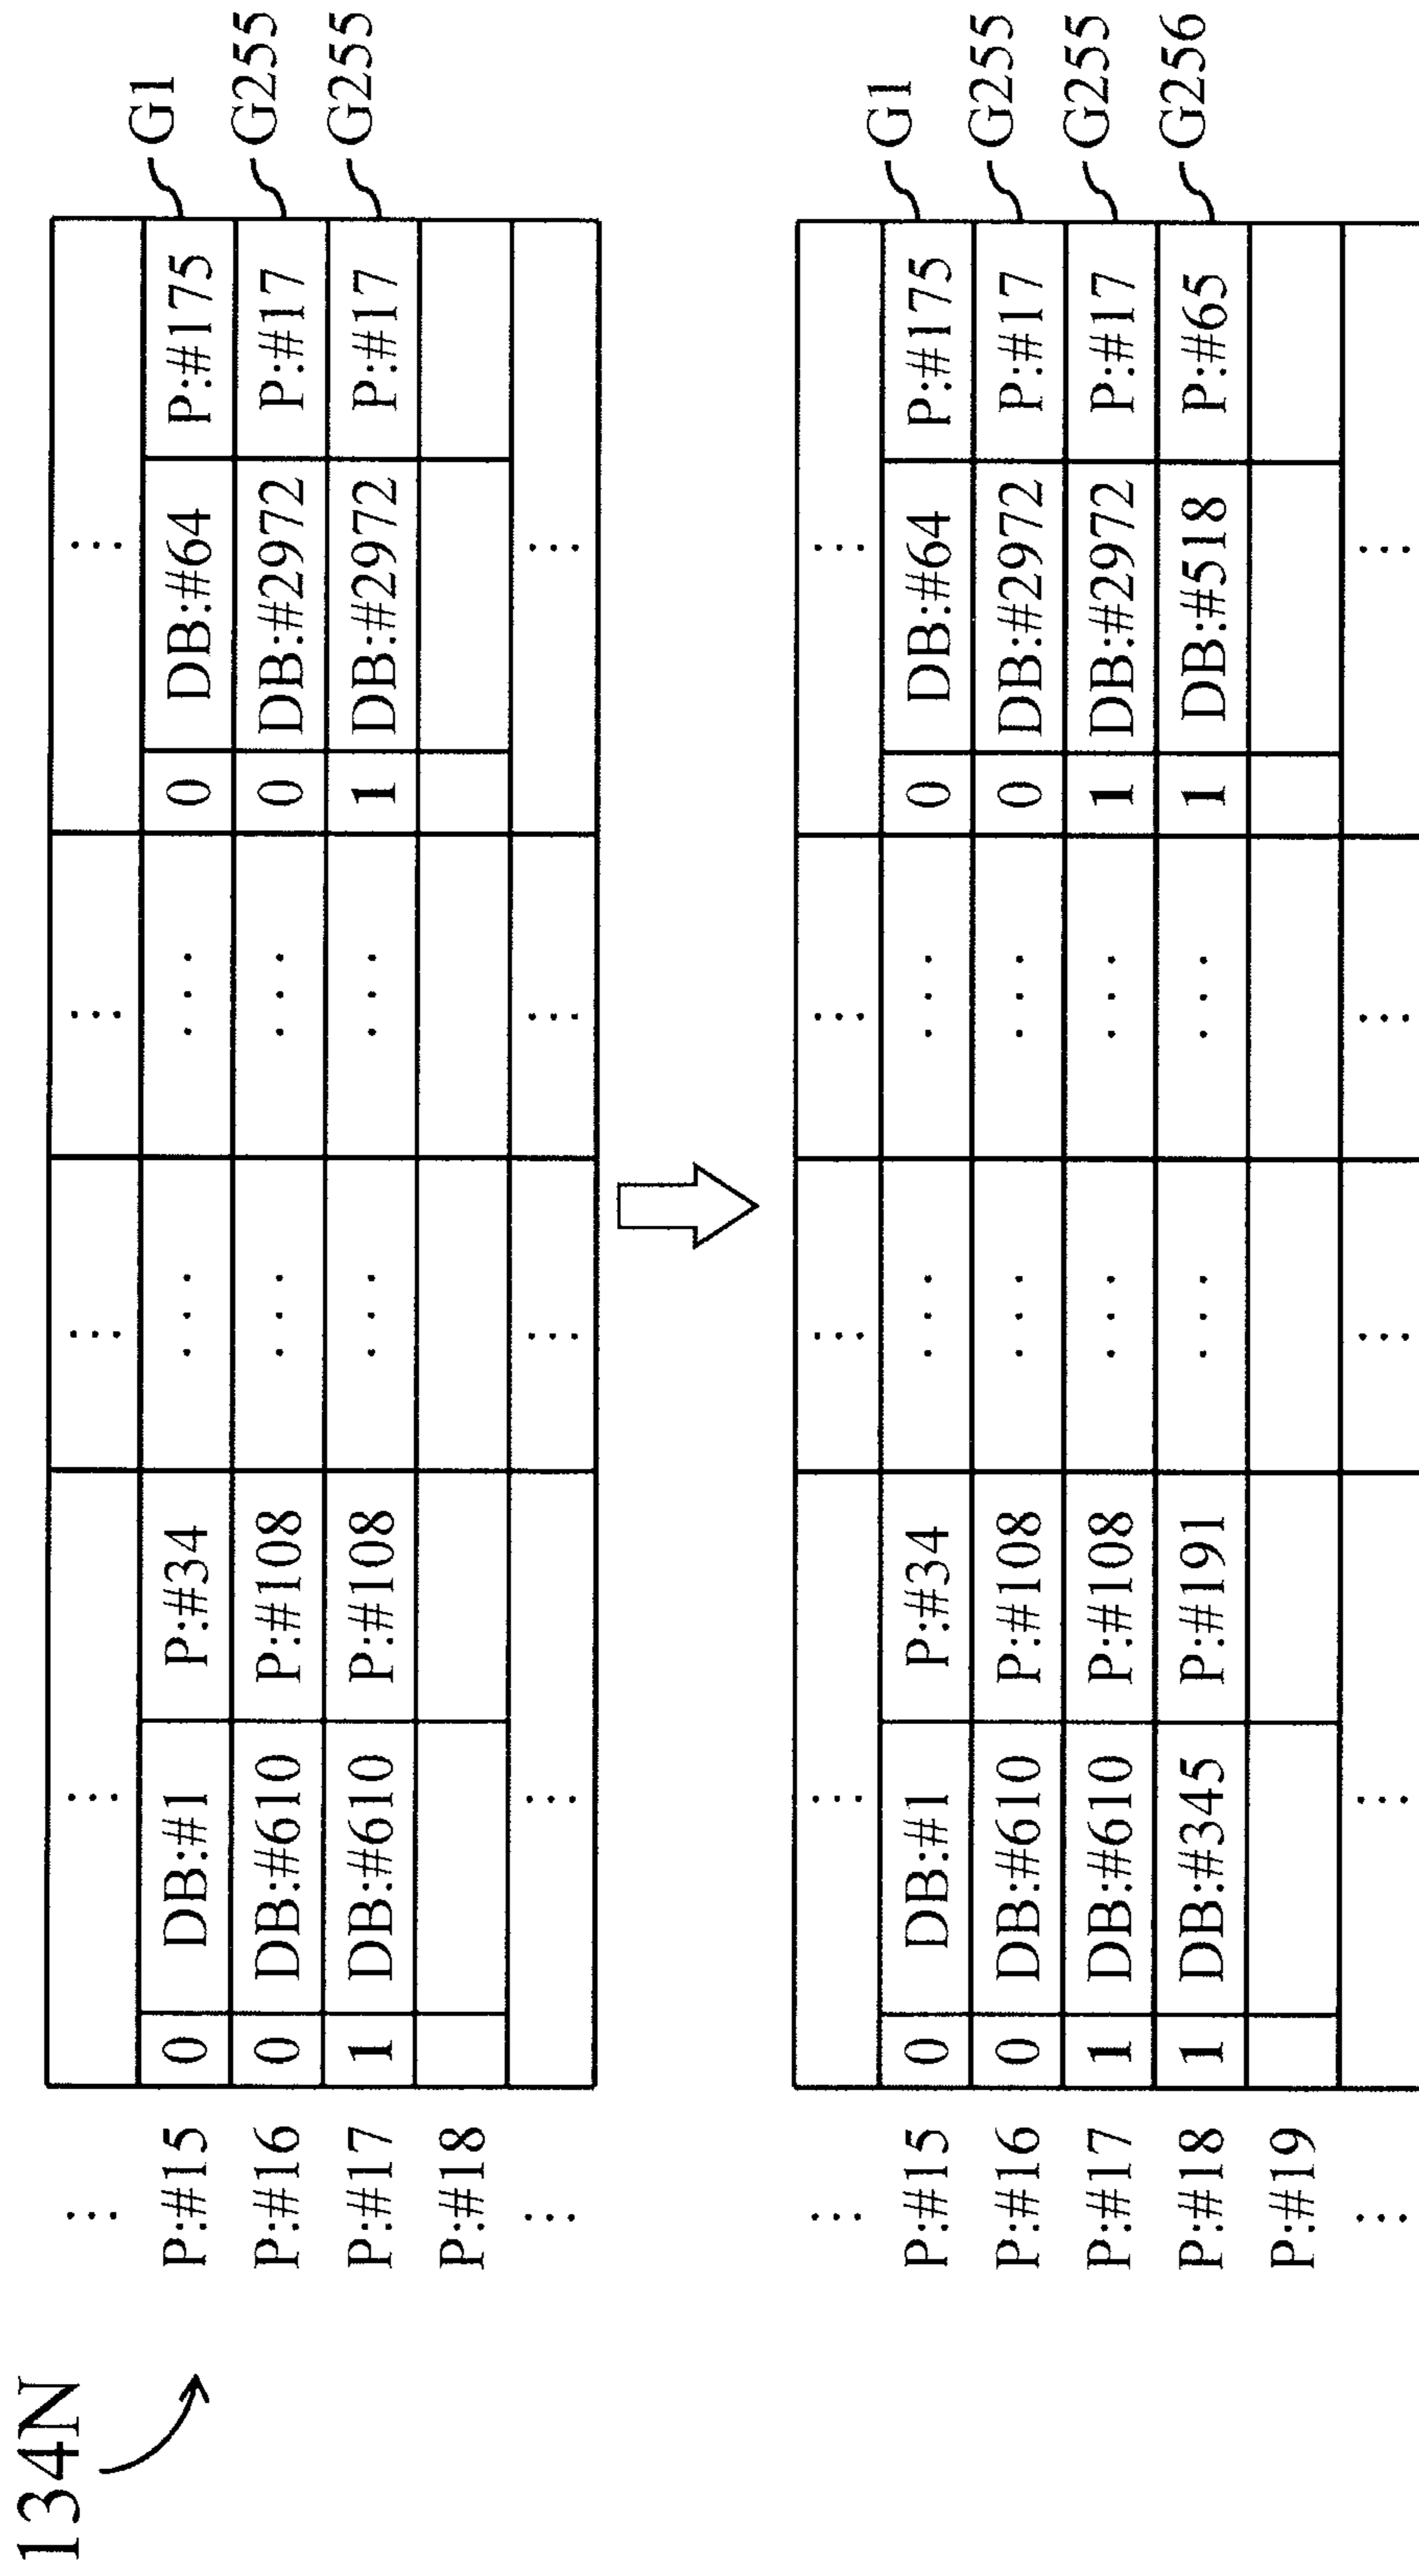 134N
⋮ ⋮ ⋮ ⋮ ⋮
P:#15 0 DB:#1 P:#34 ... ... 0 DB:#64 P:#175 G1
P:#16 0 DB:#610 P:#108 ... ... 0 DB:#2972 P:#17 G255
P:#17 1 DB:#610 P:#108 ... ... 1 DB:#2972 P:#17 G255
P:#18
⋮ ⋮ ⋮ ⋮ ⋮
⋮ ⋮ ⋮ ⋮ ⋮
P:#15 0 DB:#1 P:#34 ... ... 0 DB:#64 P:#175 G1
P:#16 0 DB:#610 P:#108 ... ... 0 DB:#2972 P:#17 G255
P:#17 1 DB:#610 P:#108 ... ... 1 DB:#2972 P:#17 G255
P:#18 1 DB:#345 P:#191 ... ... 1 DB:#518 P:#65 G256
P:#19
⋮ ⋮ ⋮ ⋮ ⋮